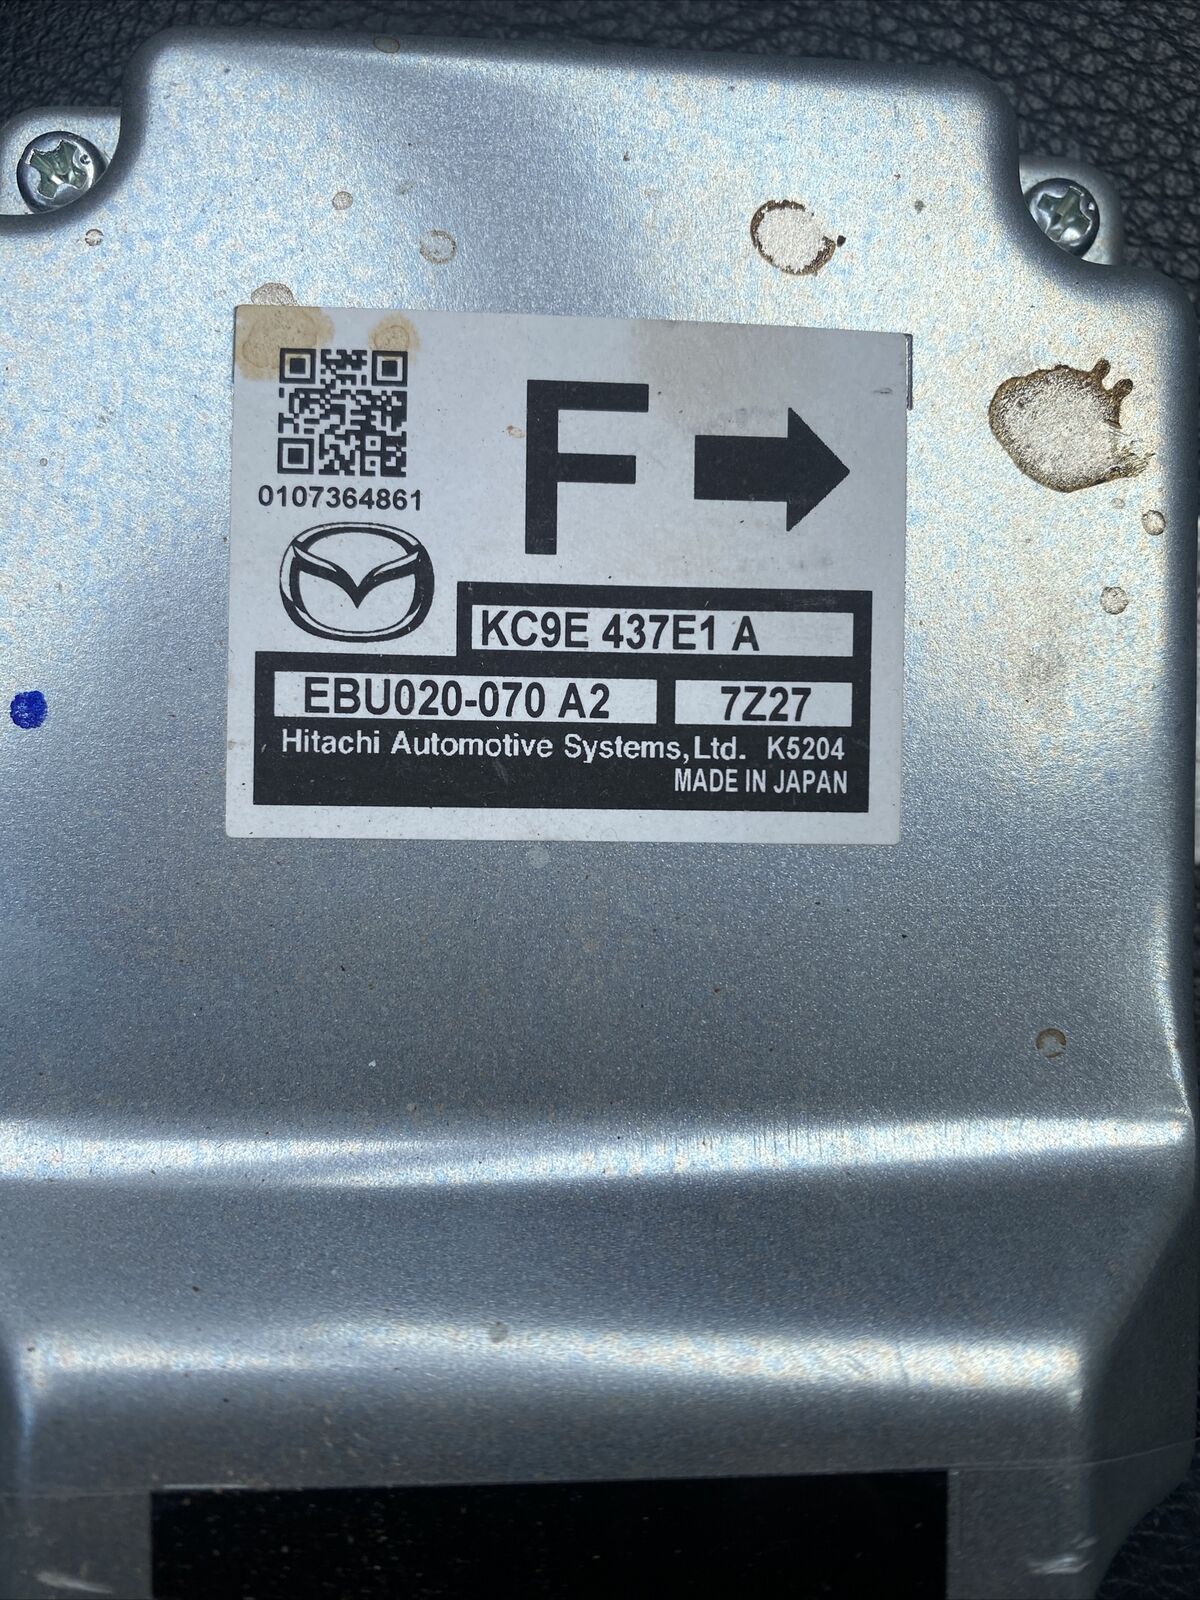 F
0107364861
KC9E 437E1 A
EBU020-070 A2 7Z27
Hitachi Automotive Systems,Ltd. K5204
MADE IN JAPAN